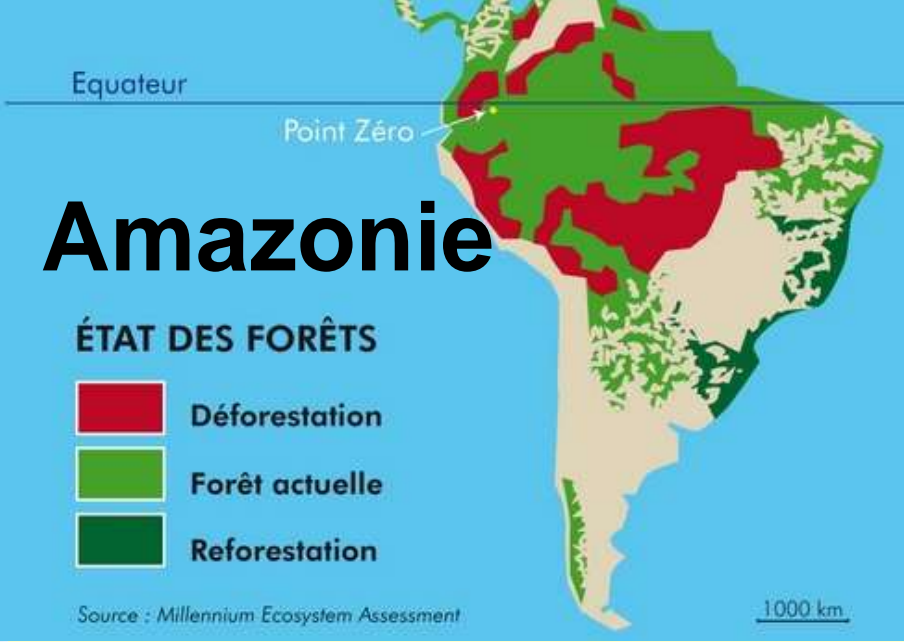 Equateur
Point Zéro
Amazonie
ÉTAT DES FORÊTS
Déforestation
Forêt actuelle
Reforestation
Source : Millennium Ecosystem Assessment
1000 km